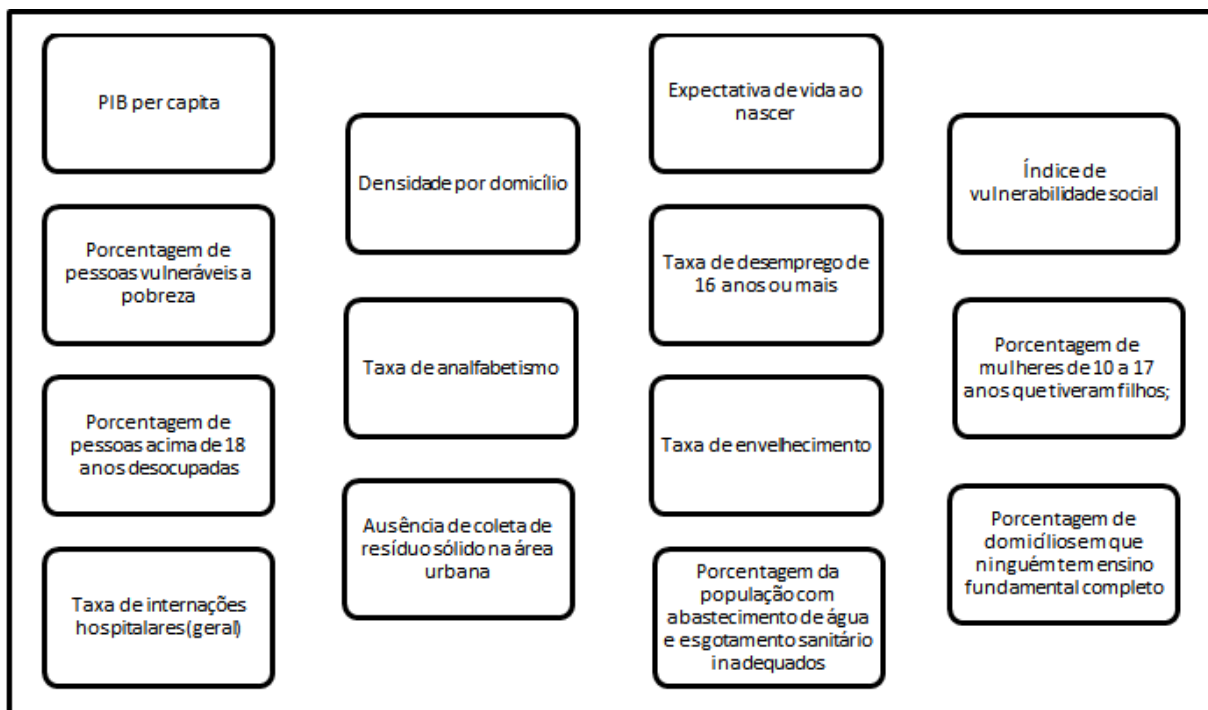 PIB per capita
Porcentagem de
pessoas vulneráveis a
pobreza
Porcentagem de
pessoas acima de 18
anos desocupadas
Taxa de internações
hospitalares (geral)
Densidade por domicílio
Taxa de analfabetismo
Ausência de coleta de
resíduo sólido na área
urbana
Expectativa de vida ao
nascer
Taxa de desemprego de
16 anos ou mais
Taxa de envelhecimento
Porcentagem da
população com
abastecimento de água
e esgotamento sanitário
inadequados
Índice de
vulnerabilidade social
Porcentagem de
mulheres de 10 a 17
anos que tiveram filhos;
Porcentagem de
domicílios em que
ninguém tem ensino
fundamental completo